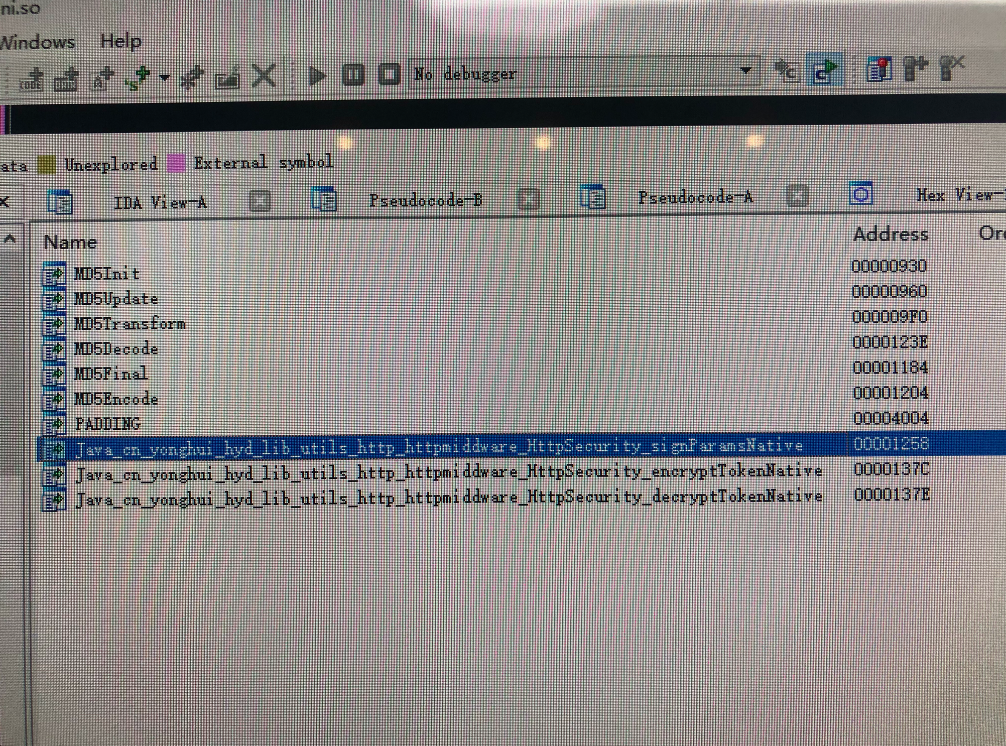 ni.so
Windows Help
No debugger
ata Unexplored External symbol
IDA View-A Pseudocode-B Pseudocode-A Hex View-
Name Address Or
MD5Init 00000930
MD5Update 00000960
MD5Transform 000009F0
MD5Decode 0000123E
MD5Final 00001184
MD5Encode 00001204
PADDING 00004004
Java_cn_yonghui_hyd_lib_utils_http_httpmiddware_HttpSecurity_signParamsNative 00001258
Java_cn_yonghui_hyd_lib_utils_http_httpmiddware_HttpSecurity_encryptTokenNative 0000137C
Java_cn_yonghui_hyd_lib_utils_http_httpmiddware_HttpSecurity_decryptTokenNative 0000137E